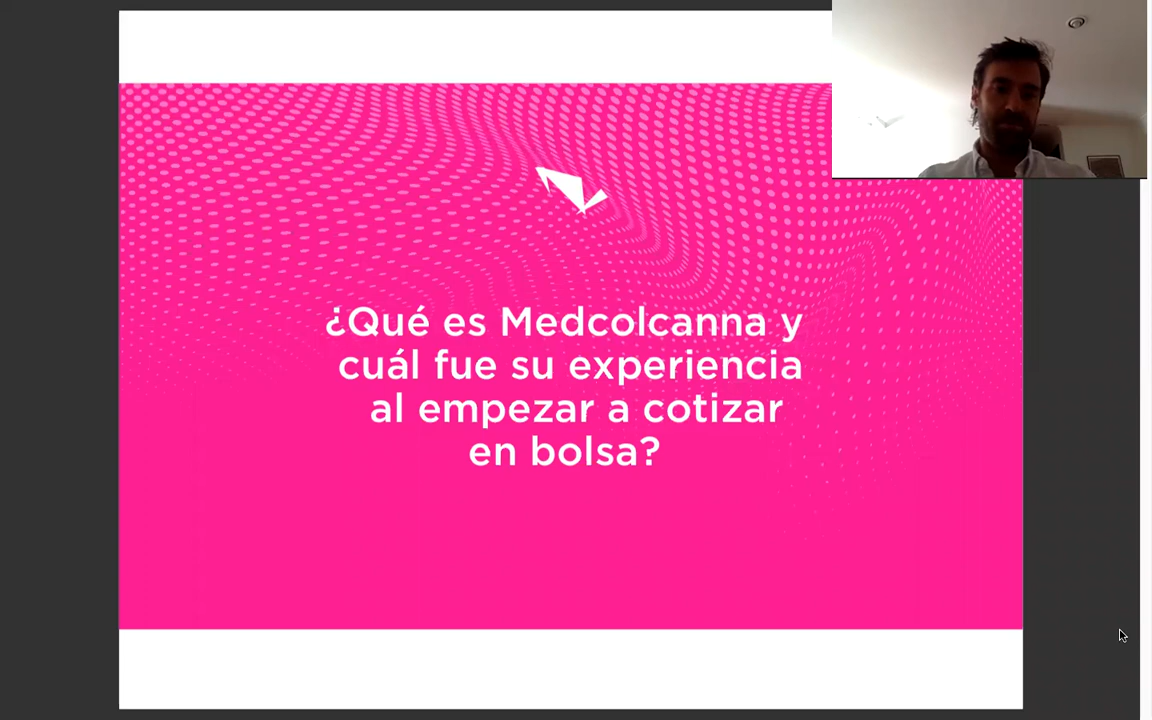 ¿Qué es Medcolcanna y
cuál fue su experiencia
al empezar a cotizar
en bolsa?